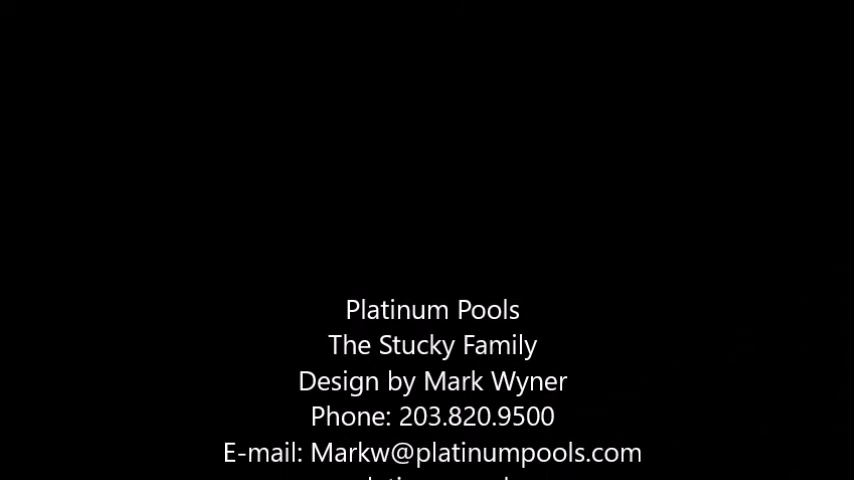 Platinum Pools
The Stucky Family
Design by Mark Wyner
Phone: 203.820.9500
E-mail: Markw@platinumpools.com